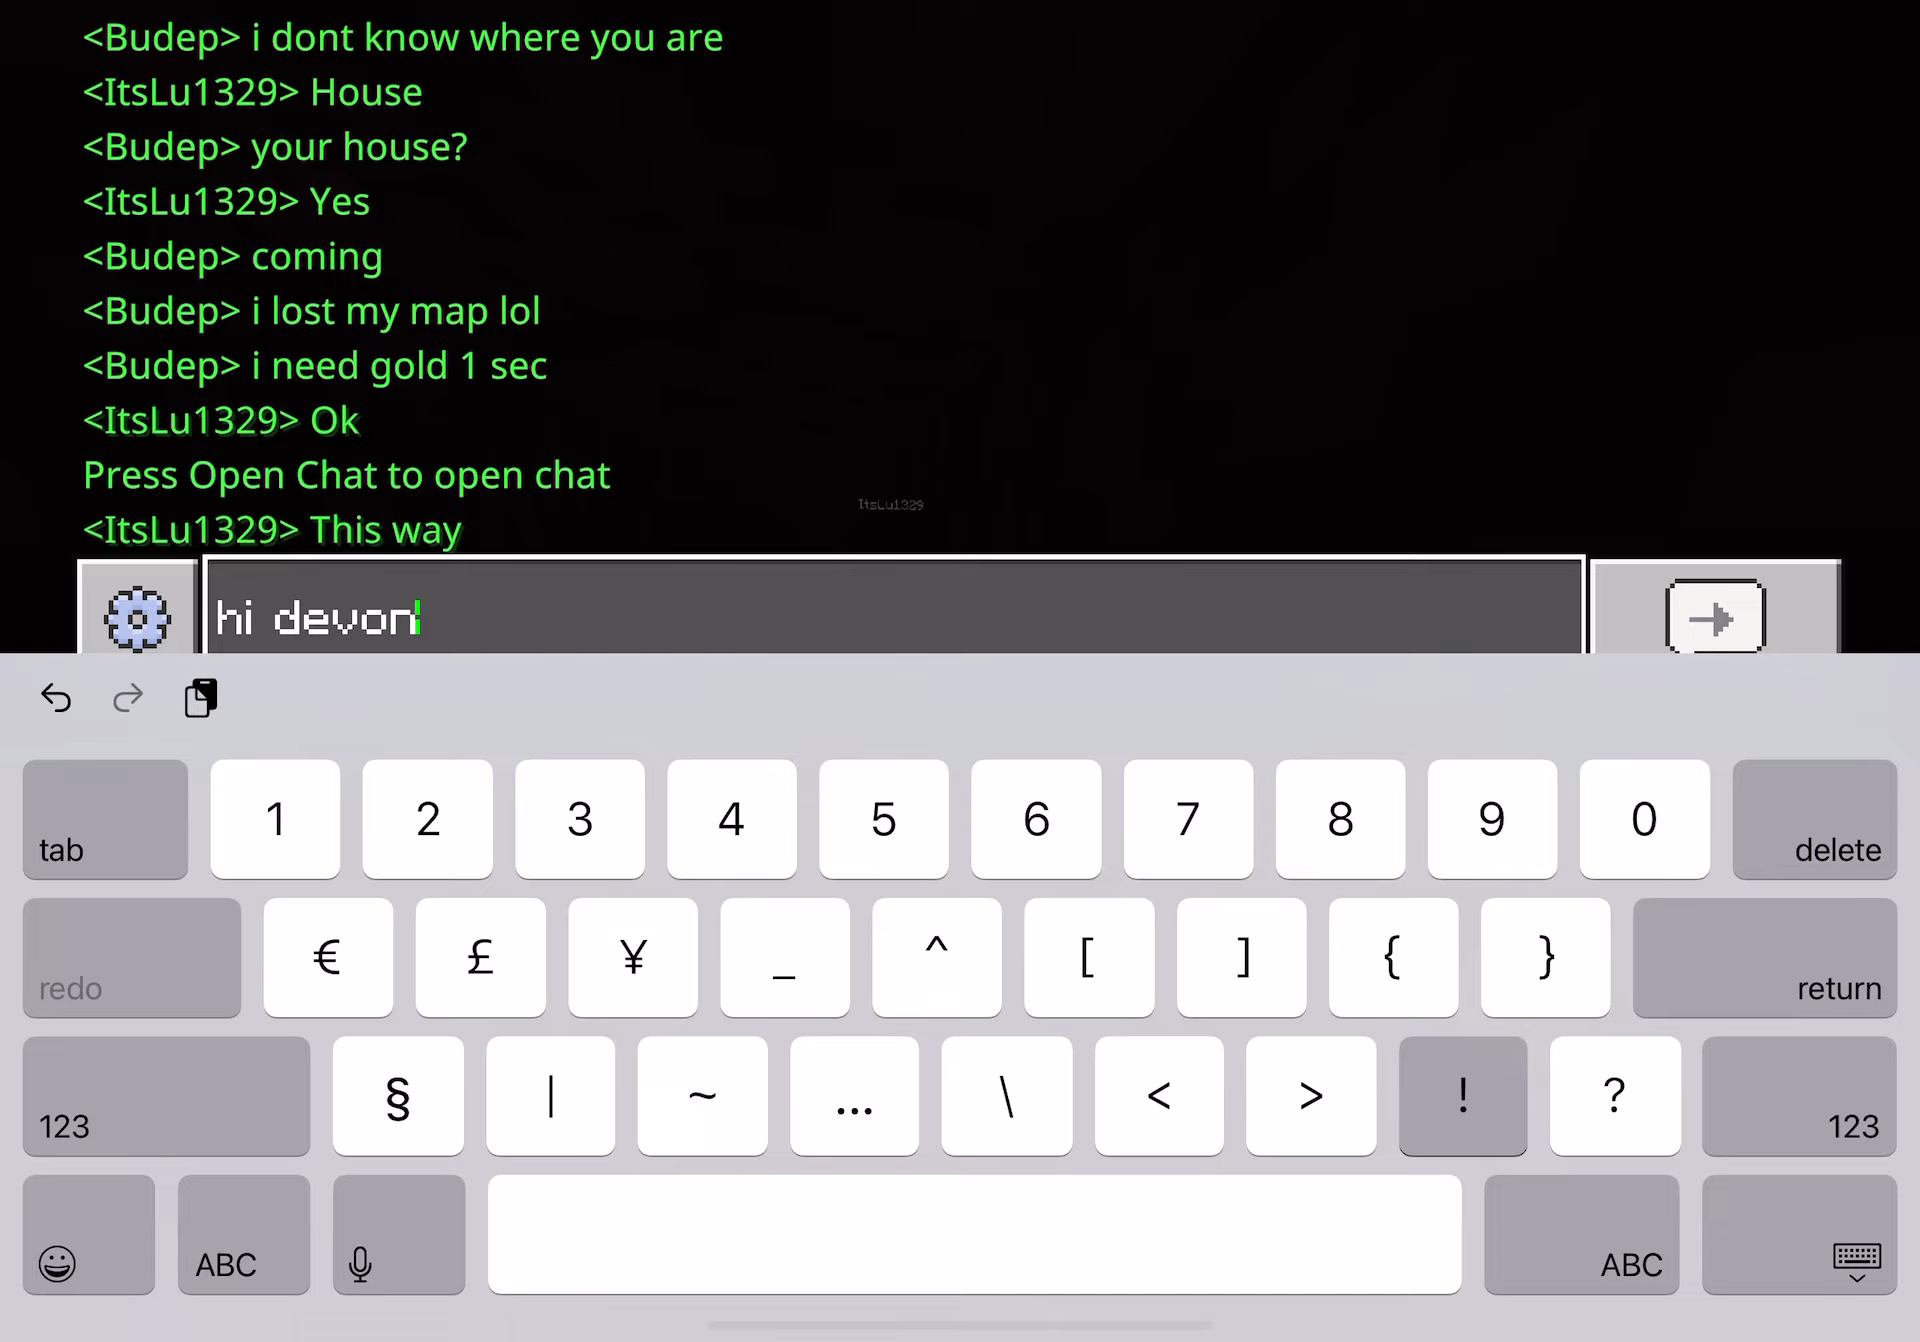 <Budep> i dont know where you are
<ItsLu1329> House
<Budep> your house?
<ItsLu1329> Yes
<Budep> coming
<Budep> i lost my map lol
<Budep> i need gold 1 sec
<ItsLu1329> Ok
Press Open Chat to open chat
ItsLu1329
<ItsLu1329> This way
hi devon
tab 1 2 3 4 5 6 7 8 9 0 delete
redo € £ ¥ _ ^ [ ] { } return
123 § | ~ … \ < > ! ? 123
ABC ABC